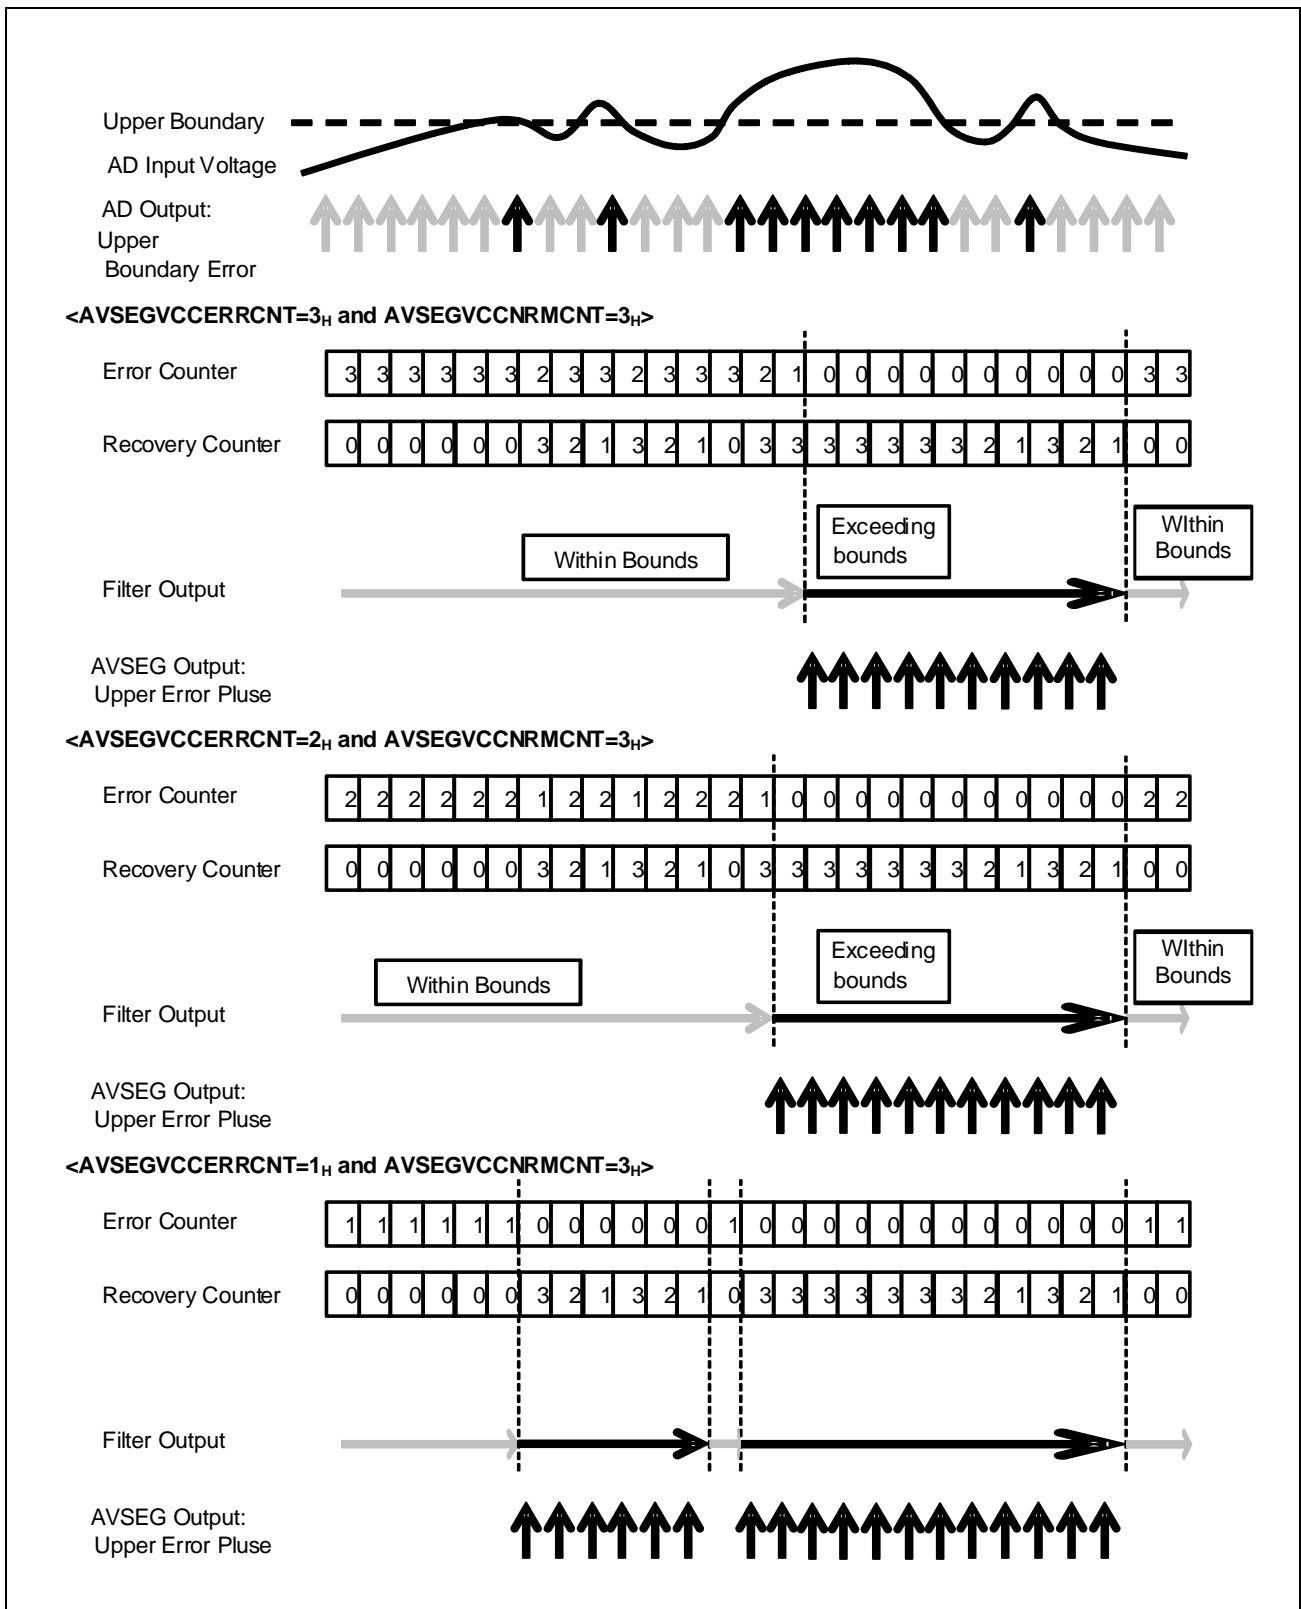 Upper Boundary
AD Input Voltage
AD Output:
Upper
Boundary Error
<AVSEGVCCERRCNT=3H and AVSEGVCCNRMCNT=3H>
Error Counter 3 3 3 3 3 3 2 3 3 2 3 3 3 2 1 0 0 0 0 0 0 0 0 0 0 3 3
Recovery Counter 0 0 0 0 0 0 3 2 1 3 2 1 0 3 3 3 3 3 3 3 2 1 3 2 1 0 0
Exceeding
bounds
WIthin
Bounds
Within Bounds
Filter Output
AVSEG Output:
Upper Error Pluse
<AVSEGVCCERRCNT=2H and AVSEGVCCNRMCNT=3H>
Error Counter 2 2 2 2 2 2 1 2 2 1 2 2 2 1 0 0 0 0 0 0 0 0 0 0 0 2 2
Recovery Counter 0 0 0 0 0 0 3 2 1 3 2 1 0 3 3 3 3 3 3 3 2 1 3 2 1 0 0
Exceeding
bounds
WIthin
Bounds
Within Bounds
Filter Output
AVSEG Output:
Upper Error Pluse
<AVSEGVCCERRCNT=1H and AVSEGVCCNRMCNT=3H>
Error Counter 1 1 1 1 1 1 0 0 0 0 0 0 1 0 0 0 0 0 0 0 0 0 0 0 0 1 1
Recovery Counter 0 0 0 0 0 0 3 2 1 3 2 1 0 3 3 3 3 3 3 3 2 1 3 2 1 0 0
Filter Output
AVSEG Output:
Upper Error Pluse